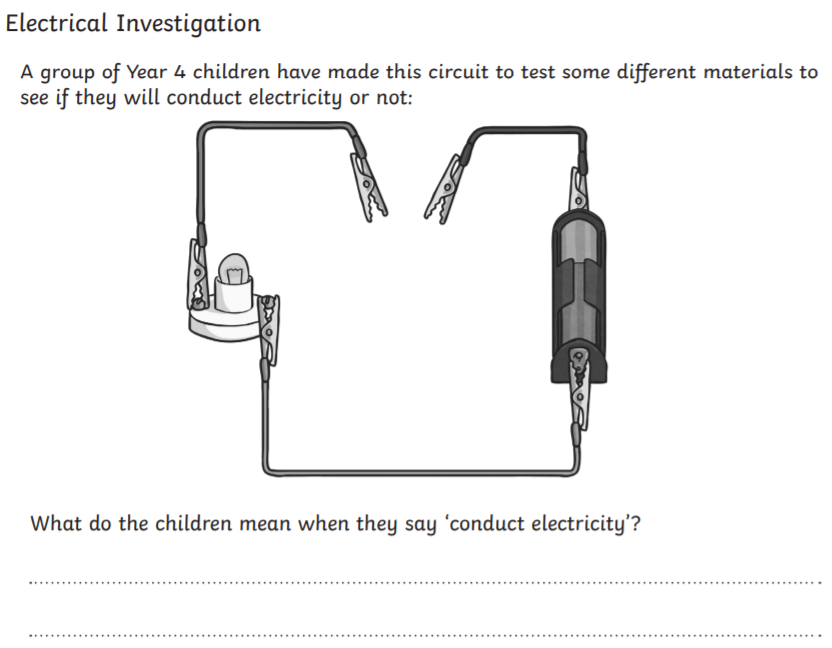 Electrical Investigation
A group of Year 4 children have made this circuit to test some different materials to
see if they will conduct electricity or not:
What do the children mean when they say ‘conduct electricity’?